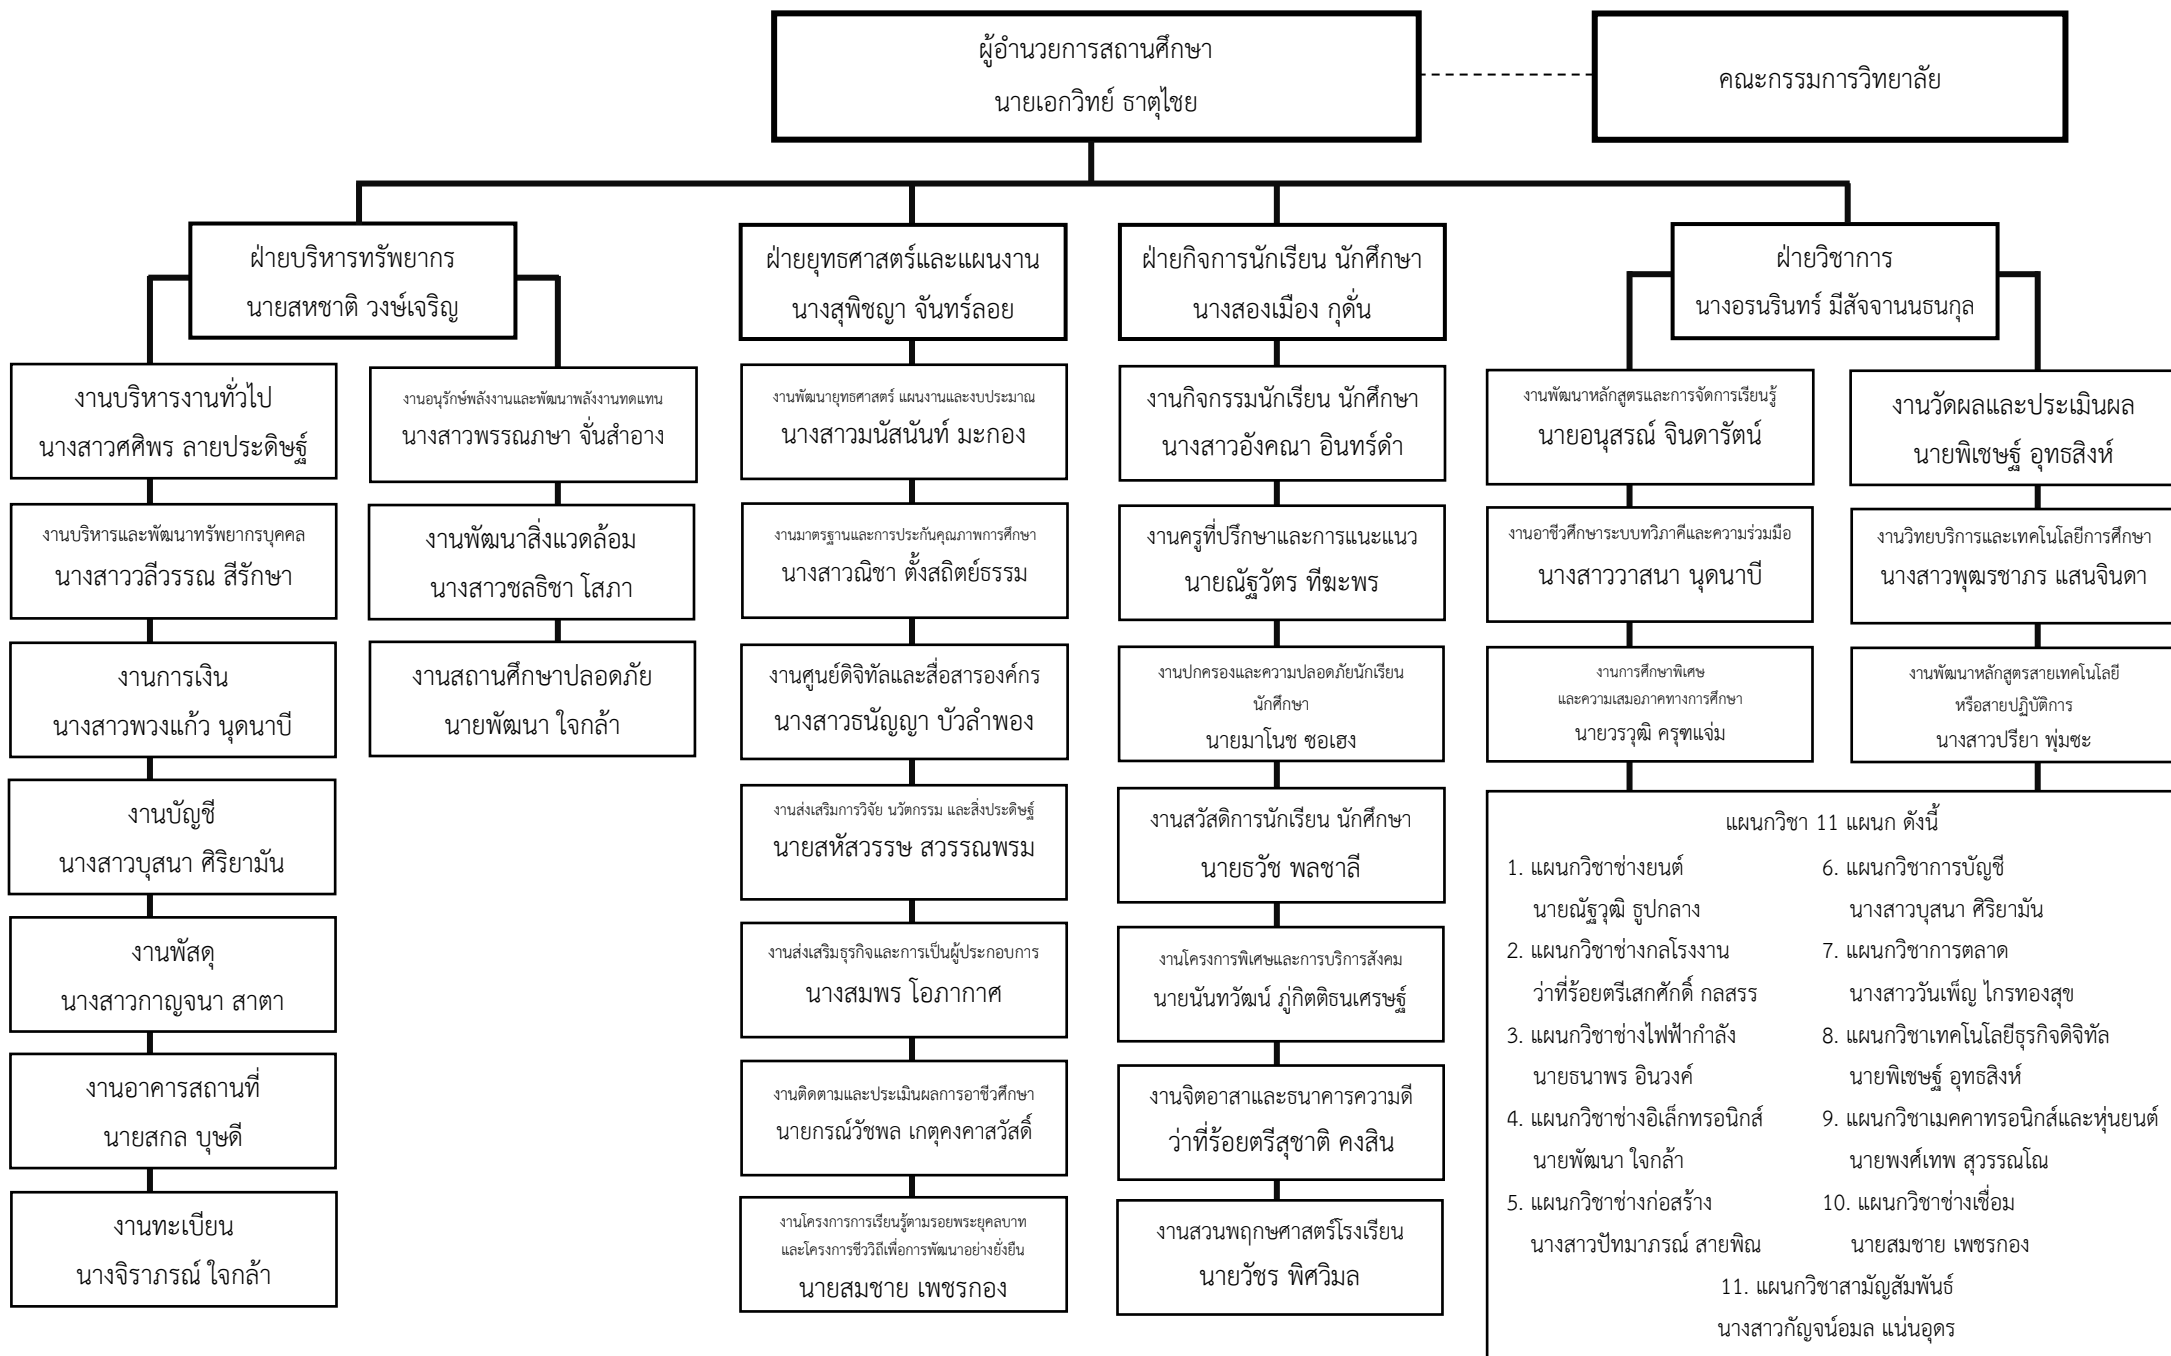 ผู้อำนวยการสถานศึกษา
นายเอกวิทย์ ธาตุไชย
คณะกรรมการวิทยาลัย
ฝ่ายบริหารทรัพยากร
นายสหชาติ วงษ์เจริญ
งานบริหารงานทั่วไป
นางสาวศศิพร ลายประดิษฐ์
งานบริหารและพัฒนาทรัพยากรบุคคล
นางสาววลีวรรณ สีรักษา
งานการเงิน
นางสาวพวงแก้ว นุดนาบี
งานบัญชี
นางสาวบุสนา ศิริยามัน
งานพัสดุ
นางสาวกาญจนา สาตา
งานอาคารสถานที่
นายสกล บุษดี
งานทะเบียน
นางจิราภรณ์ ใจกล้า
งานอนุรักษ์พลังงานและพัฒนาพลังงานทดแทน
นางสาวพรรณภษา จั่นสำอาง
งานพัฒนาสิ่งแวดล้อม
นางสาวชลธิชา โสภา
งานสถานศึกษาปลอดภัย
นายพัฒนา ใจกล้า
ฝ่ายยุทธศาสตร์และแผนงาน
นางสุพิชญา จันทร์ลอย
งานพัฒนายุทธศาสตร์ แผนงานและงบประมาณ
นางสาวมนัสนันท์ มะกอง
งานมาตรฐานและการประกันคุณภาพการศึกษา
นางสาวณิชา ตั้งสถิตย์ธรรม
งานศูนย์ดิจิทัลและสื่อสารองค์กร
นางสาวธนัญญา บัวลำพอง
งานส่งเสริมการวิจัย นวัตกรรม และสิ่งประดิษฐ์
นายสหัสวรรษ สวรรณพรม
งานส่งเสริมธุรกิจและการเป็นผู้ประกอบการ
นางสมพร โอภากาศ
งานติดตามและประเมินผลการอาชีวศึกษา
นายกรณ์วัชพล เกตุคงคาสวัสดิ์
งานโครงการการเรียนรู้ตามรอยพระยุคลบาท
และโครงการชีววิถีเพื่อการพัฒนาอย่างยั่งยืน
นายสมชาย เพชรกอง
ฝ่ายกิจการนักเรียน นักศึกษา
นางสองเมือง กุดั่น
งานกิจกรรมนักเรียน นักศึกษา
นางสาวอังคณา อินทร์ดำ
งานครูที่ปรึกษาและการแนะแนว
นายณัฐวัตร ทีฆะพร
งานปกครองและความปลอดภัยนักเรียน
นักศึกษา
นายมาโนช ซอเฮง
งานสวัสดิการนักเรียน นักศึกษา
นายธวัช พลชาลี
งานโครงการพิเศษและการบริการสังคม
นายนันทวัฒน์ ภู่กิตติธนเศรษฐ์
งานจิตอาสาและธนาคารความดี
ว่าที่ร้อยตรีสุชาติ คงสิน
งานสวนพฤกษศาสตร์โรงเรียน
นายวัชร พิศวิมล
ฝ่ายวิชาการ
นางอรนรินทร์ มีสัจจานนธนกุล
งานพัฒนาหลักสูตรและการจัดการเรียนรู้
นายอนุสรณ์ จินดารัตน์
งานอาชีวศึกษาระบบทวิภาคีและความร่วมมือ
นางสาววาสนา นุดนาบี
งานการศึกษาพิเศษ
และความเสมอภาคทางการศึกษา
นายวรวุฒิ ครุฑแจ่ม
งานวัดผลและประเมินผล
นายพิเชษฐ์ อุทธสิงห์
งานวิทยบริการและเทคโนโลยีการศึกษา
นางสาวพุฒรชาภร แสนจินดา
งานพัฒนาหลักสูตรสายเทคโนโลยี
หรือสายปฏิบัติการ
นางสาวปรียา พุ่มซะ
แผนกวิชา 11 แผนก ดังนี้
1. แผนกวิชาช่างยนต์
นายณัฐวุฒิ ธูปกลาง
2. แผนกวิชาช่างกลโรงงาน
ว่าที่ร้อยตรีเสกศักดิ์ กลสรร
3. แผนกวิชาช่างไฟฟ้ากำลัง
นายธนาพร อินวงค์
4. แผนกวิชาช่างอิเล็กทรอนิกส์
นายพัฒนา ใจกล้า
5. แผนกวิชาช่างก่อสร้าง
นางสาวปัทมาภรณ์ สายพิณ
6. แผนกวิชาการบัญชี
นางสาวบุสนา ศิริยามัน
7. แผนกวิชาการตลาด
นางสาววันเพ็ญ ไกรทองสุข
8. แผนกวิชาเทคโนโลยีธุรกิจดิจิทัล
นายพิเชษฐ์ อุทธสิงห์
9. แผนกวิชาเมคคาทรอนิกส์และหุ่นยนต์
นายพงศ์เทพ สุวรรณโณ
10. แผนกวิชาช่างเชื่อม
นายสมชาย เพชรกอง
11. แผนกวิชาสามัญสัมพันธ์
นางสาวกัญจน์อมล แน่นอุดร